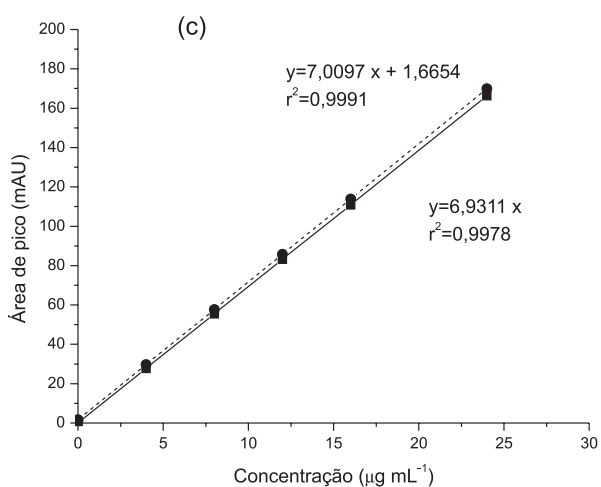 (c)
y=7,0097 x + 1,6654
r²=0,9991
y=6,9311 x
r²=0,9978
Área de pico (mAU)
200
180
160
140
120
100
80
60
40
20
0
0 5 10 15 20 25 30
Concentração (μg mL⁻¹)